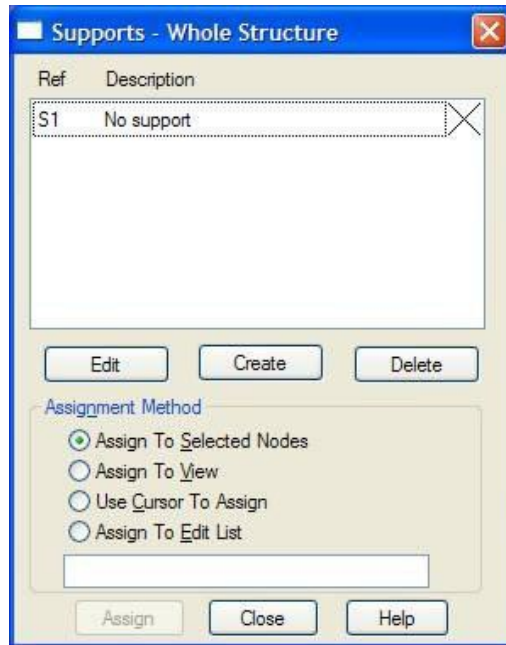 Supports - Whole Structure
Ref Description
S1 No support
Edit Create Delete
Assignment Method
Assign To Selected Nodes
Assign To View
Use Cursor To Assign
Assign To Edit List
Assign Close Help